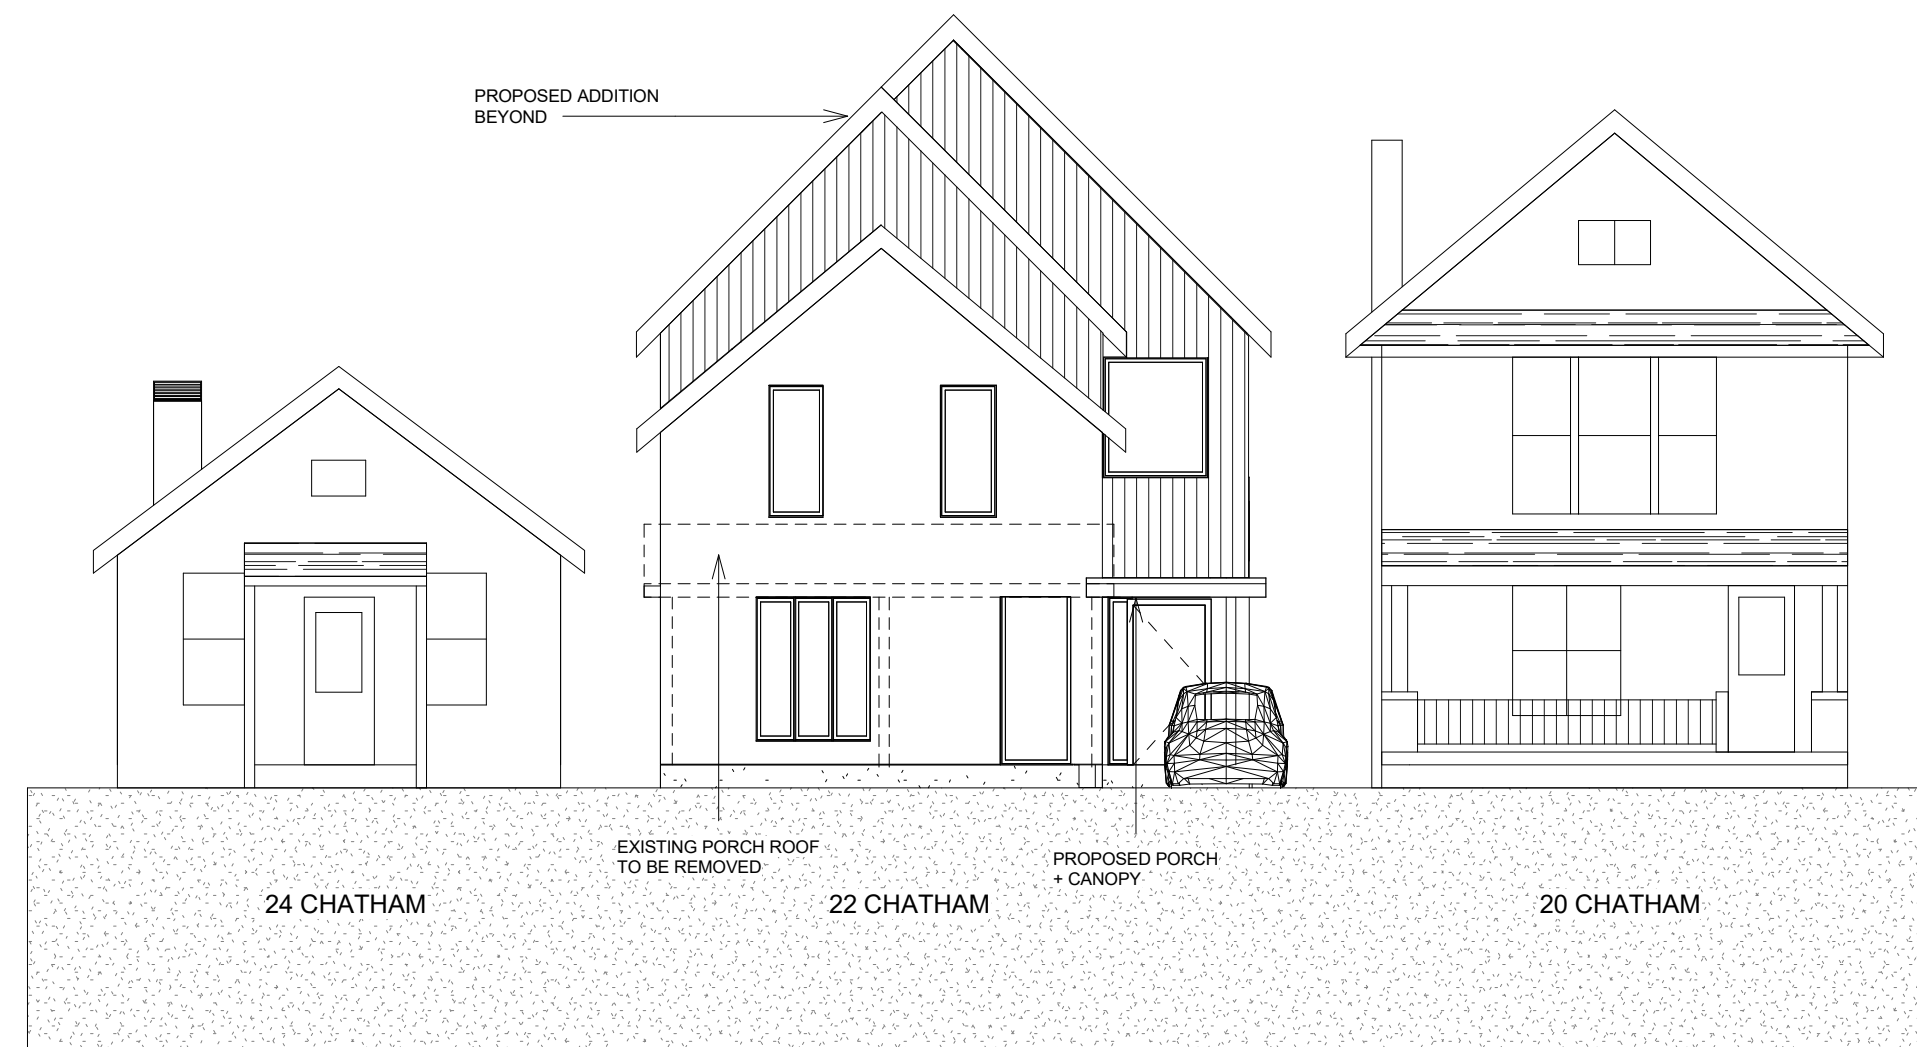 PROPOSED ADDITION
BEYOND
EXISTING PORCH ROOF
TO BE REMOVED
PROPOSED PORCH
+ CANOPY
24 CHATHAM
22 CHATHAM
20 CHATHAM